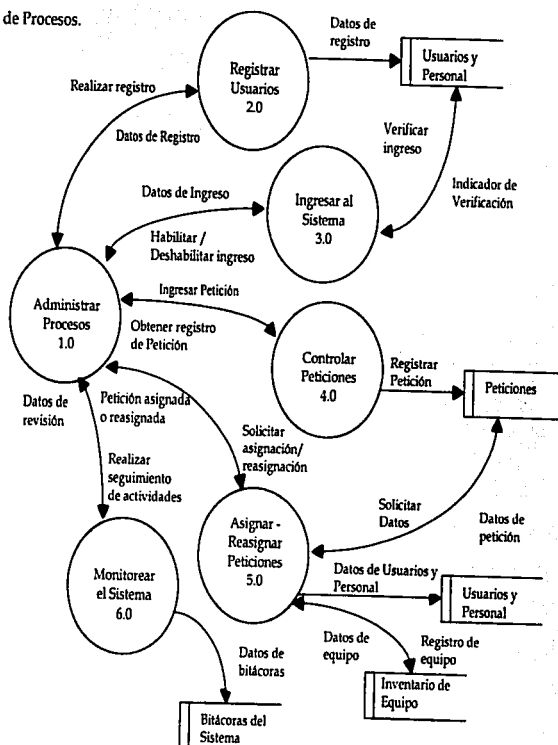 de Procesos.
Datos de
registro
Usuarios y
Personal
Registrar
Usuarios
2.0
Realizar registro
Datos de Registro
Verificar
ingreso
Indicador de
Verificación
Datos de Ingreso
Ingresar al
Sistema
3.0
Habilitar /
Deshabilitar ingreso
Ingresar Petición
Administrar
Procesos
1.0
Obtener registro
de Petición
Controlar
Peticiones
4.0
Registrar
Petición
Peticiones
Datos de
revisión
Petición asignada
o reasignada
Solicitar
asignación/
reasignación
Realizar
seguimiento
de actividades
Solicitar
Datos
Datos de
petición
Asignar -
Reasignar
Peticiones
5.0
Monitorear
el Sistema
6.0
Datos de Usuarios y
Personal
Usuarios y
Personal
Datos de
equipo
Registro de
equipo
Datos de
bitácoras
Inventario de
Equipo
Bitácoras del
Sistema